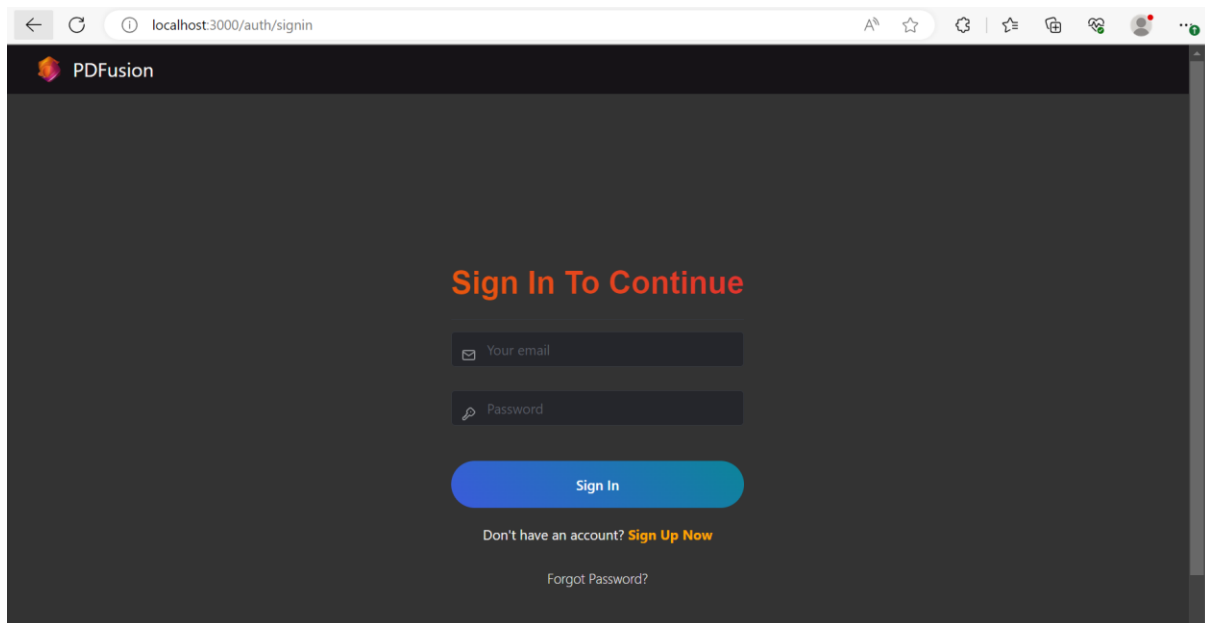 localhost:3000/auth/signin
PDFusion
Sign In To Continue
Your email
Password
Sign In
Don't have an account? Sign Up Now
Forgot Password?